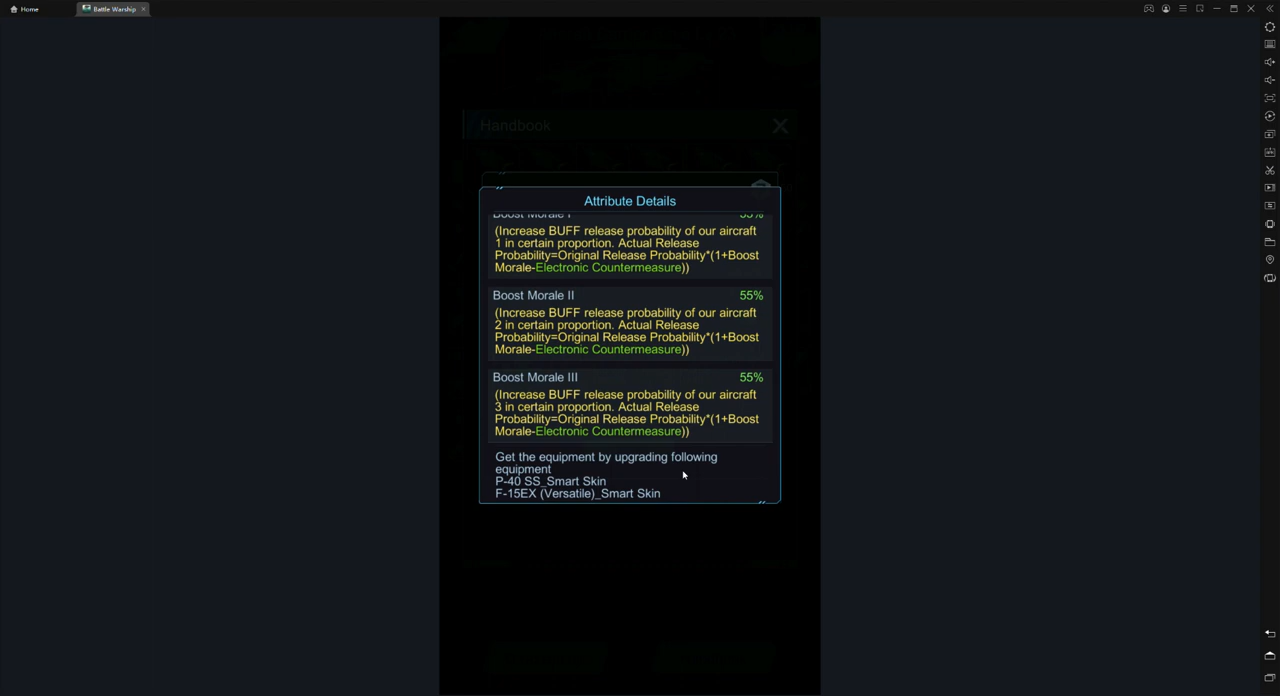 Home
Battle Warship
Handbook
Attribute Details
Boost Morale I 55%
(Increase BUFF release probability of our aircraft
1 in certain proportion. Actual Release
Probability=Original Release Probability*(1+Boost
Morale-Electronic Countermeasure))
Boost Morale II 55%
(Increase BUFF release probability of our aircraft
2 in certain proportion. Actual Release
Probability=Original Release Probability*(1+Boost
Morale-Electronic Countermeasure))
Boost Morale III 55%
(Increase BUFF release probability of our aircraft
3 in certain proportion. Actual Release
Probability=Original Release Probability*(1+Boost
Morale-Electronic Countermeasure))
Get the equipment by upgrading following
equipment
P-40 SS_Smart Skin
F-15EX (Versatile)_Smart Skin